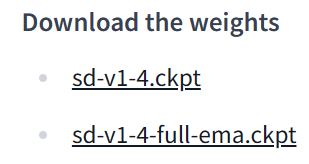 Download the weights
sd-v1-4.ckpt
sd-v1-4-full-ema.ckpt